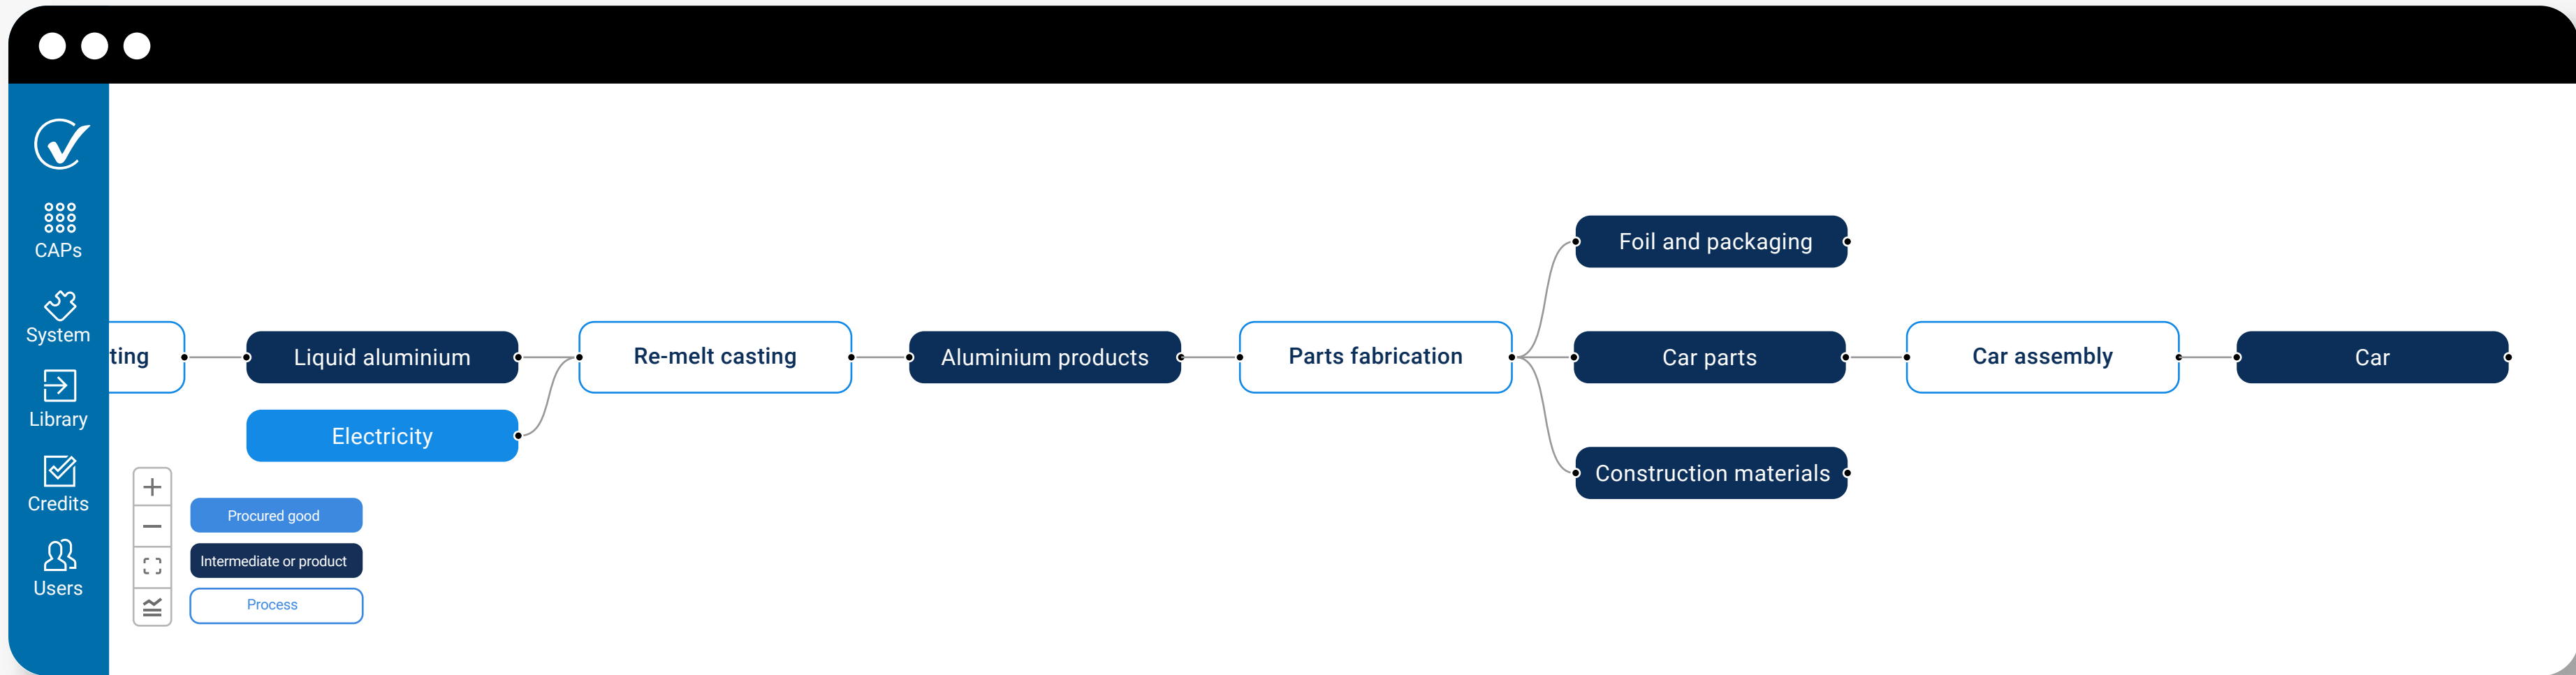 CAPs
System
Library
Credits
Users
ting
Liquid aluminium
Electricity
Re-melt casting
Aluminium products
Parts fabrication
Foil and packaging
Car parts
Construction materials
Car assembly
Car
Procured good
Intermediate or product
Process